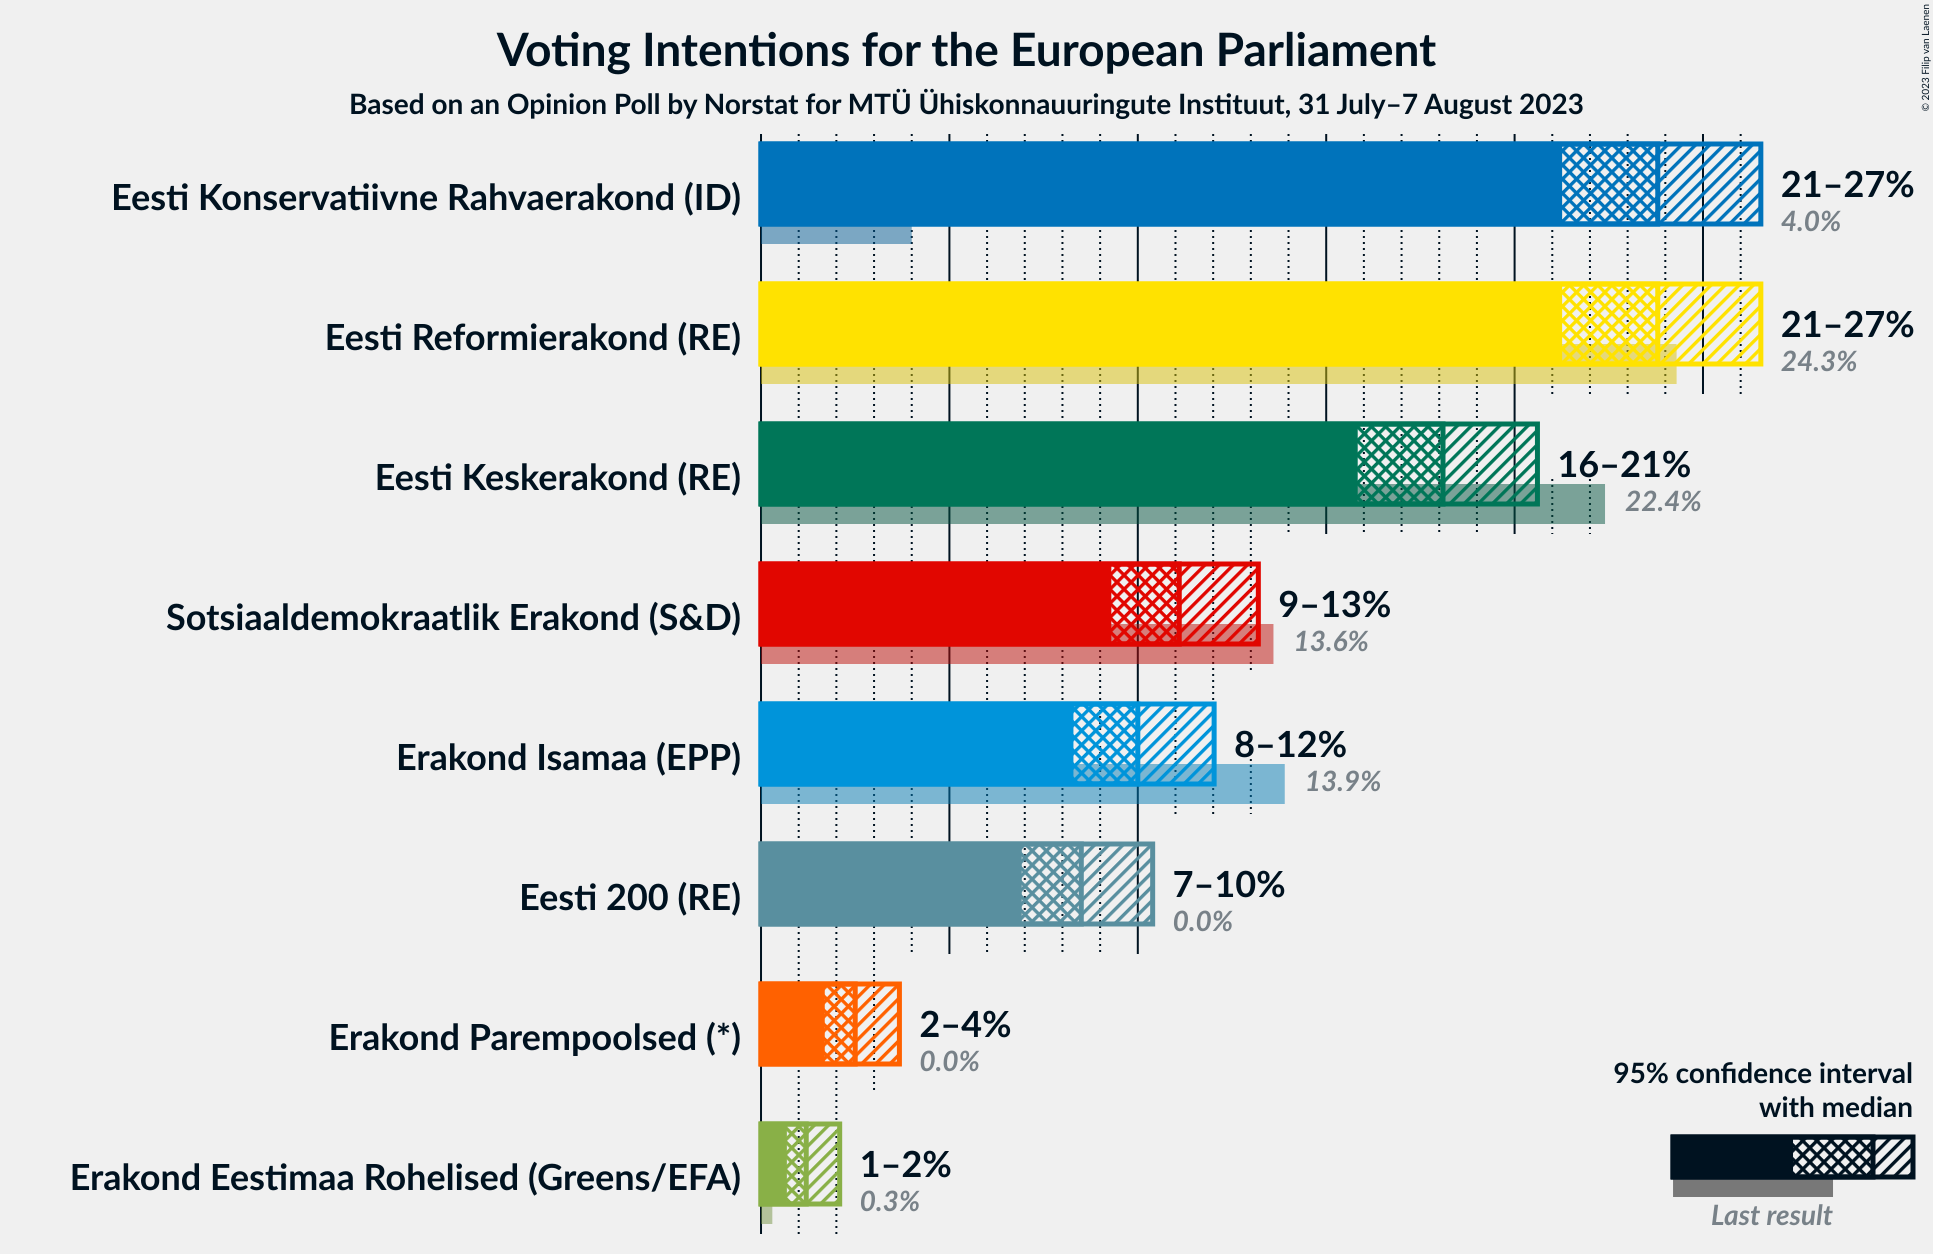 Voting Intentions for the European Parliament
Based on an Opinion Poll by Norstat for MTÜ Ühiskonnauuringute Instituut, 31 July–7 August 2023
© 2023 Filip van Laenen
Eesti Konservatiivne Rahvaerakond (ID)
21–27%
4.0%
Eesti Reformierakond (RE)
21–27%
24.3%
Eesti Keskerakond (RE)
16–21%
22.4%
Sotsiaaldemokraatlik Erakond (S&D)
9–13%
13.6%
Erakond Isamaa (EPP)
8–12%
13.9%
Eesti 200 (RE)
7–10%
0.0%
Erakond Parempoolsed (*)
2–4%
0.0%
Erakond Eestimaa Rohelised (Greens/EFA)
1–2%
0.3%
95% confidence interval
with median
Last result